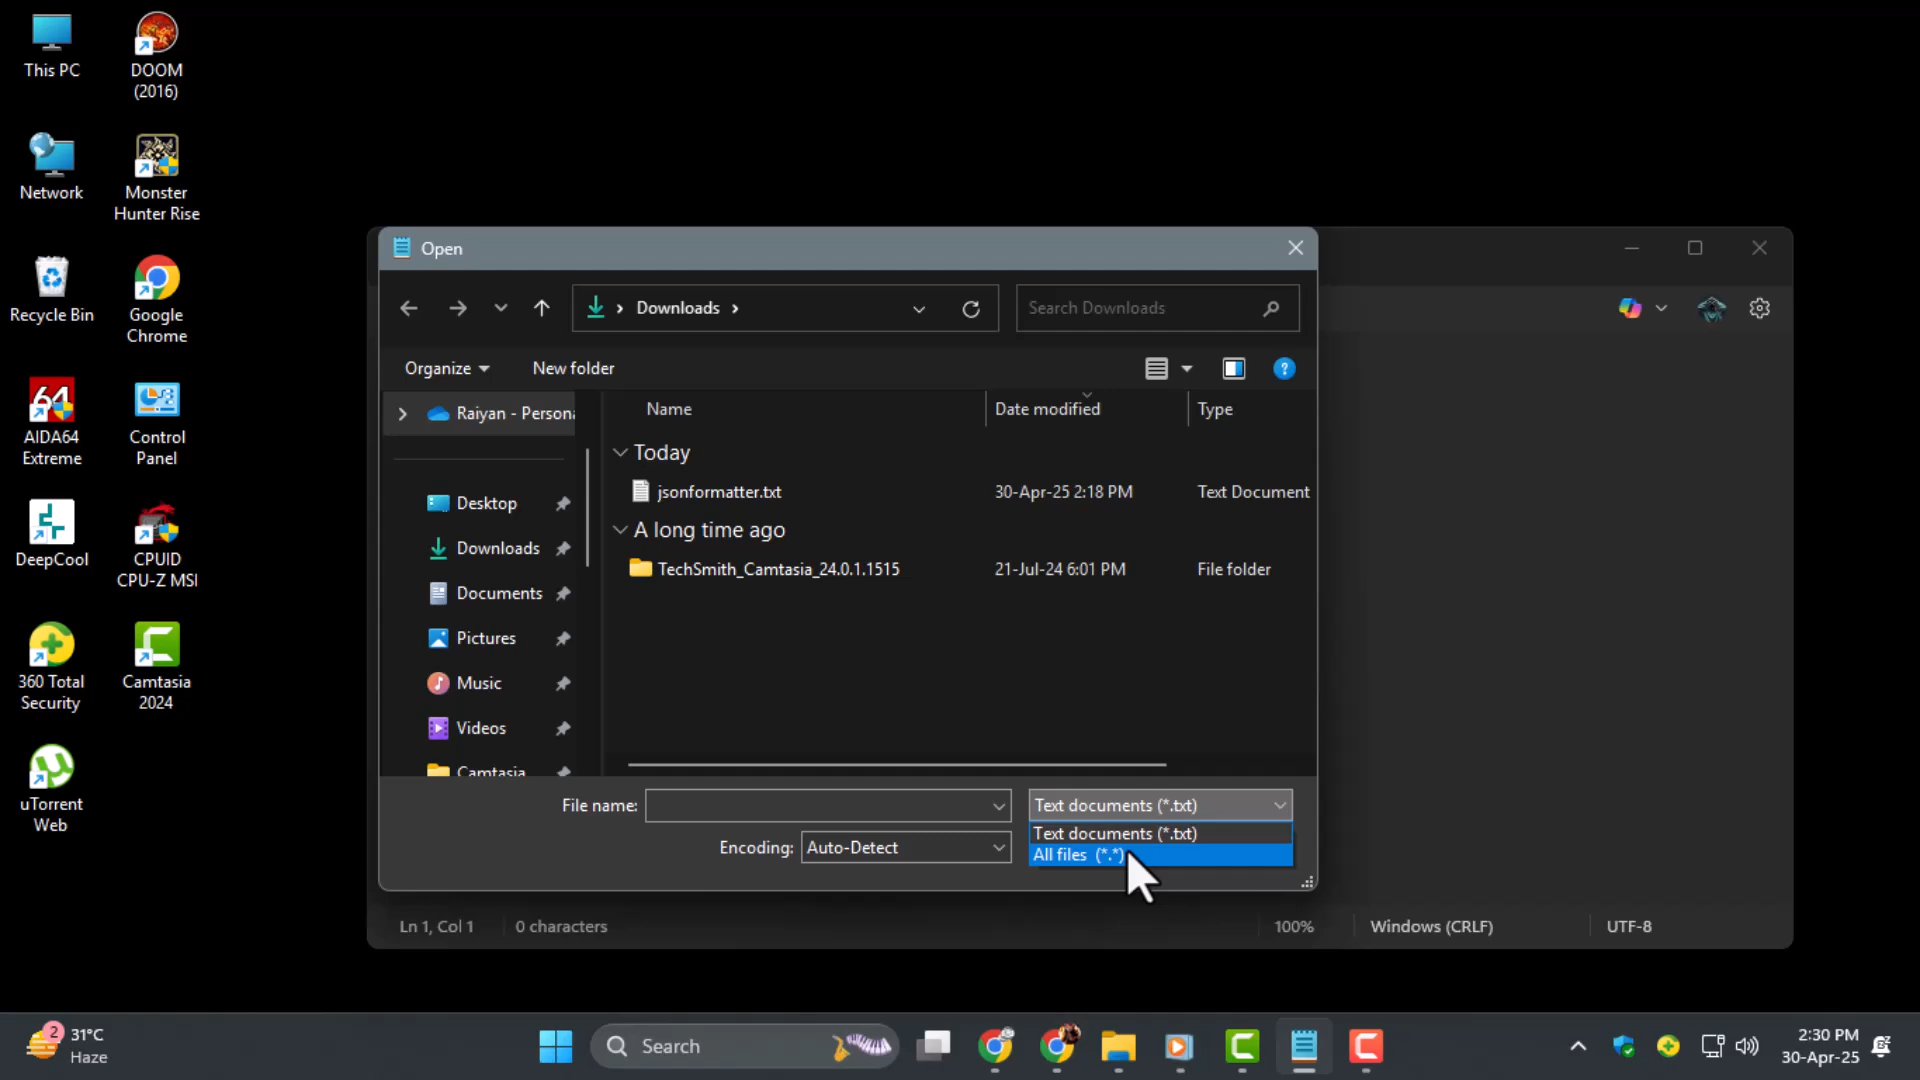 This PC
DOOM
(2016)
Network
Monster
Hunter Rise
Recycle Bin
Google
Chrome
64
AIDA64
Extreme
Control
Panel
DeepCool
CPUID
CPU-Z MSI
360 Total
Security
Camtasia
2024
uTorrent
Web
Open
Downloads
Search Downloads
Organize
New folder
?
Raiyan - Persona
Desktop
Downloads
Documents
Pictures
Music
Videos
Camtasia
Name
Date modified
Type
Today
jsonformatter.txt
30-Apr-25 2:18 PM
Text Document
A long time ago
TechSmith_Camtasia_24.0.1.1515
21-Jul-24 6:01 PM
File folder
File name:
Text documents (*.txt)
Text documents (*.txt)
All files (*.*)
Encoding:
Auto-Detect
Ln 1, Col 1
0 characters
100%
Windows (CRLF)
UTF-8
2
31°C
Haze
Search
2:30 PM
30-Apr-25